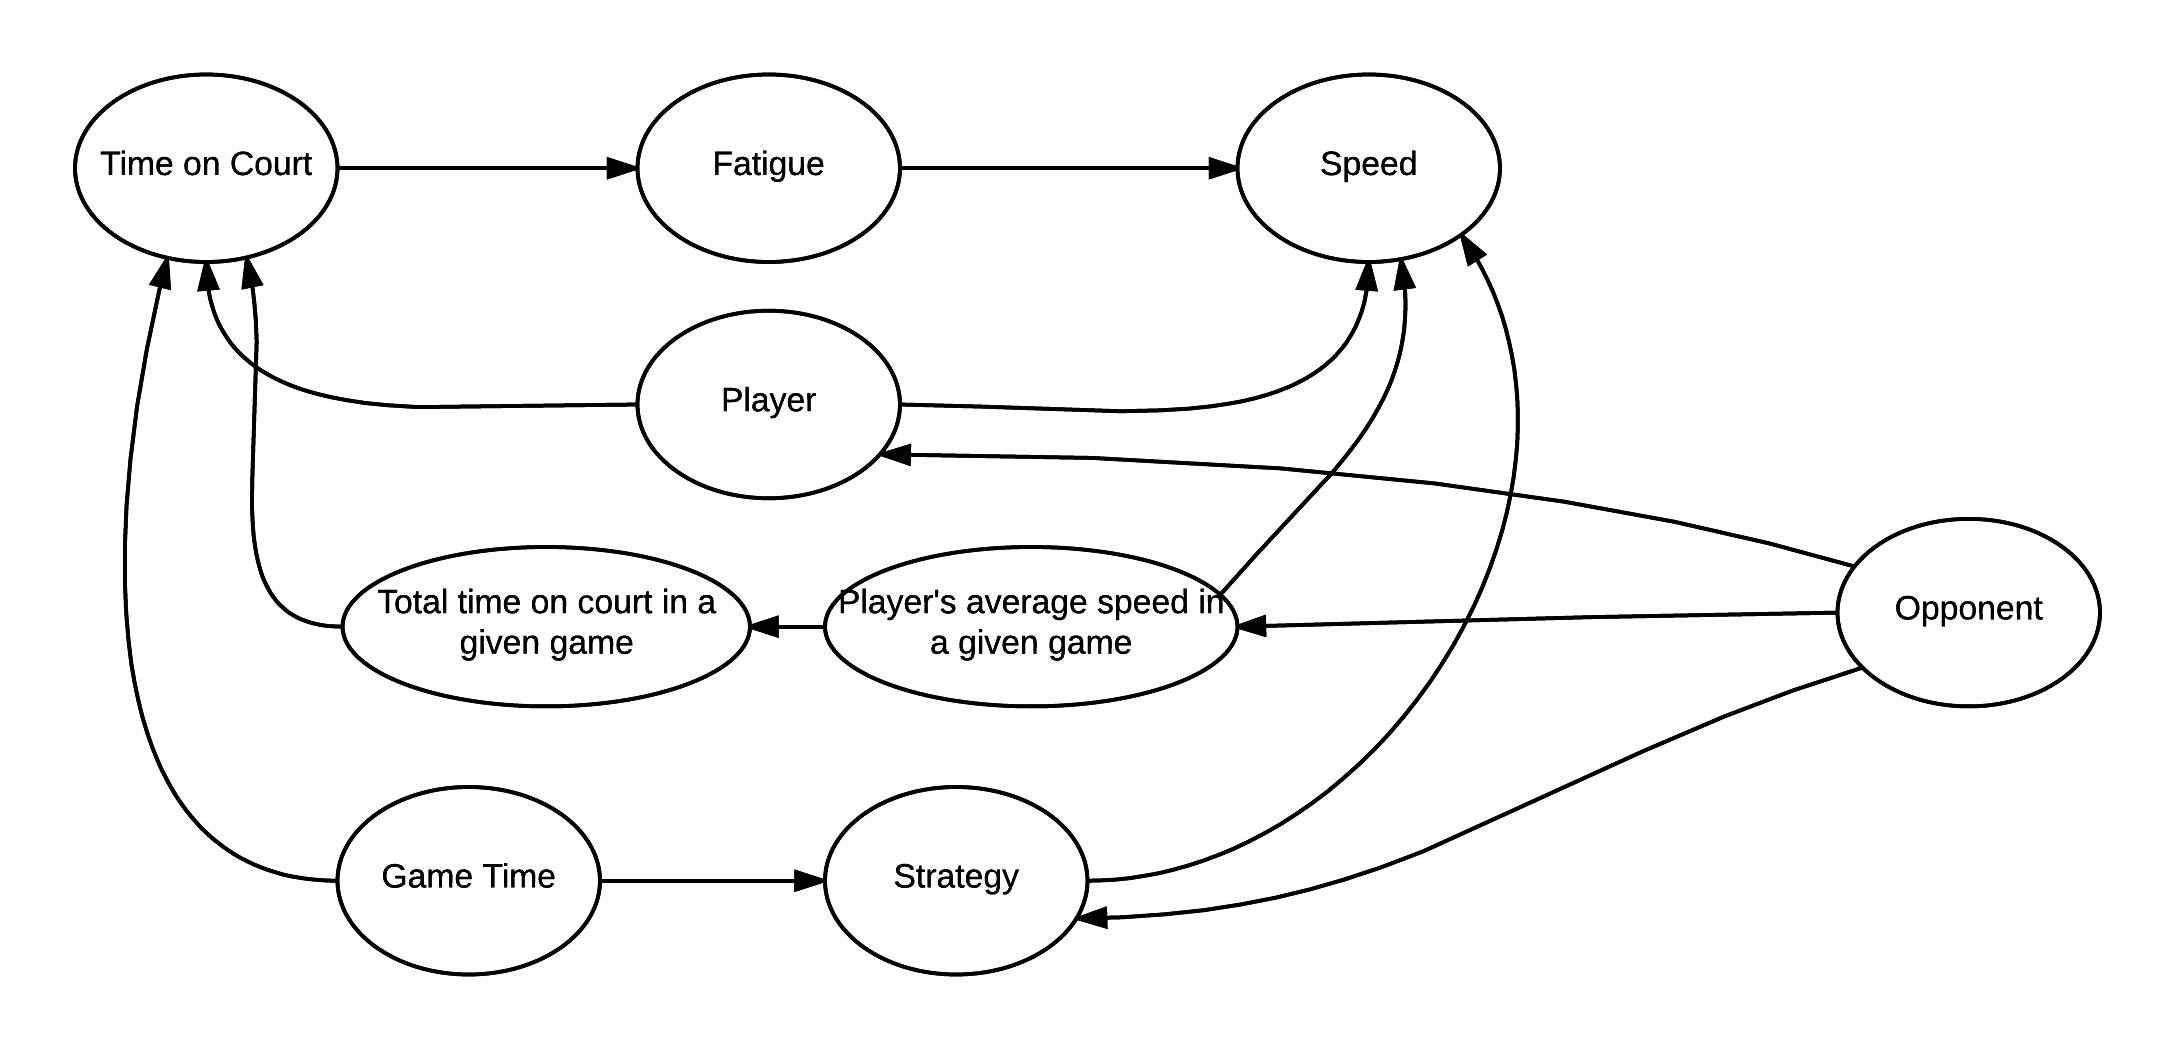 Time on Court
Fatigue
Speed
Player
Total time on court in a
given game
Player's average speed in
a given game
Opponent
Game Time
Strategy